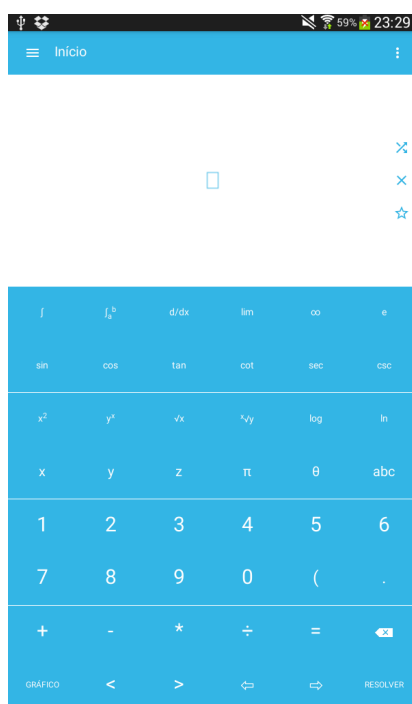 59% 23:29
Início
∫ ∫ₐᵇ d/dx lim ∞ e
sin cos tan cot sec csc
x² yˣ √x ˣ√y log ln
x y z π θ abc
1 2 3 4 5 6
7 8 9 0 ( .
+ - * ÷ =
GRÁFICO < > ⇦ ⇨ RESOLVER